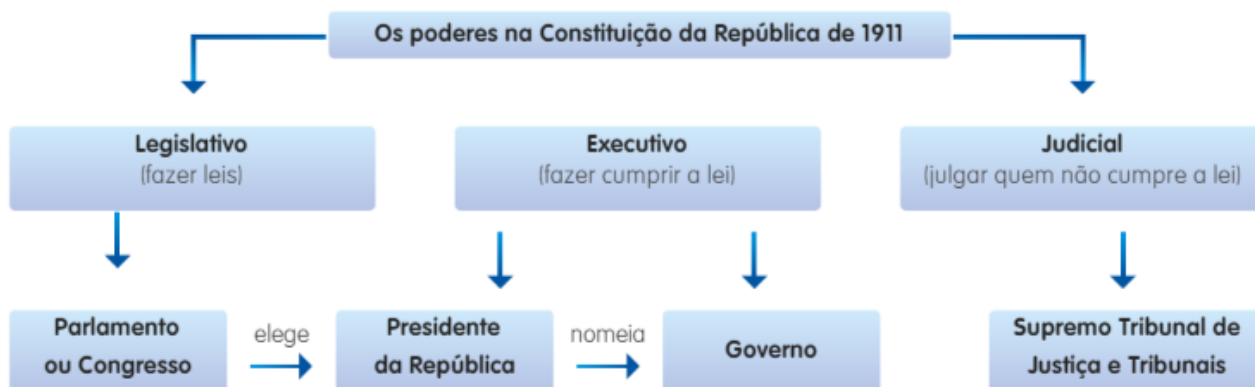 Os poderes na Constituição da República de 1911
Legislativo
(fazer leis)
Executivo
(fazer cumprir a lei)
Judicial
(julgar quem não cumpre a lei)
Parlamento
ou Congresso
elege
Presidente
da República
nomeia
Governo
Supremo Tribunal de
Justiça e Tribunais